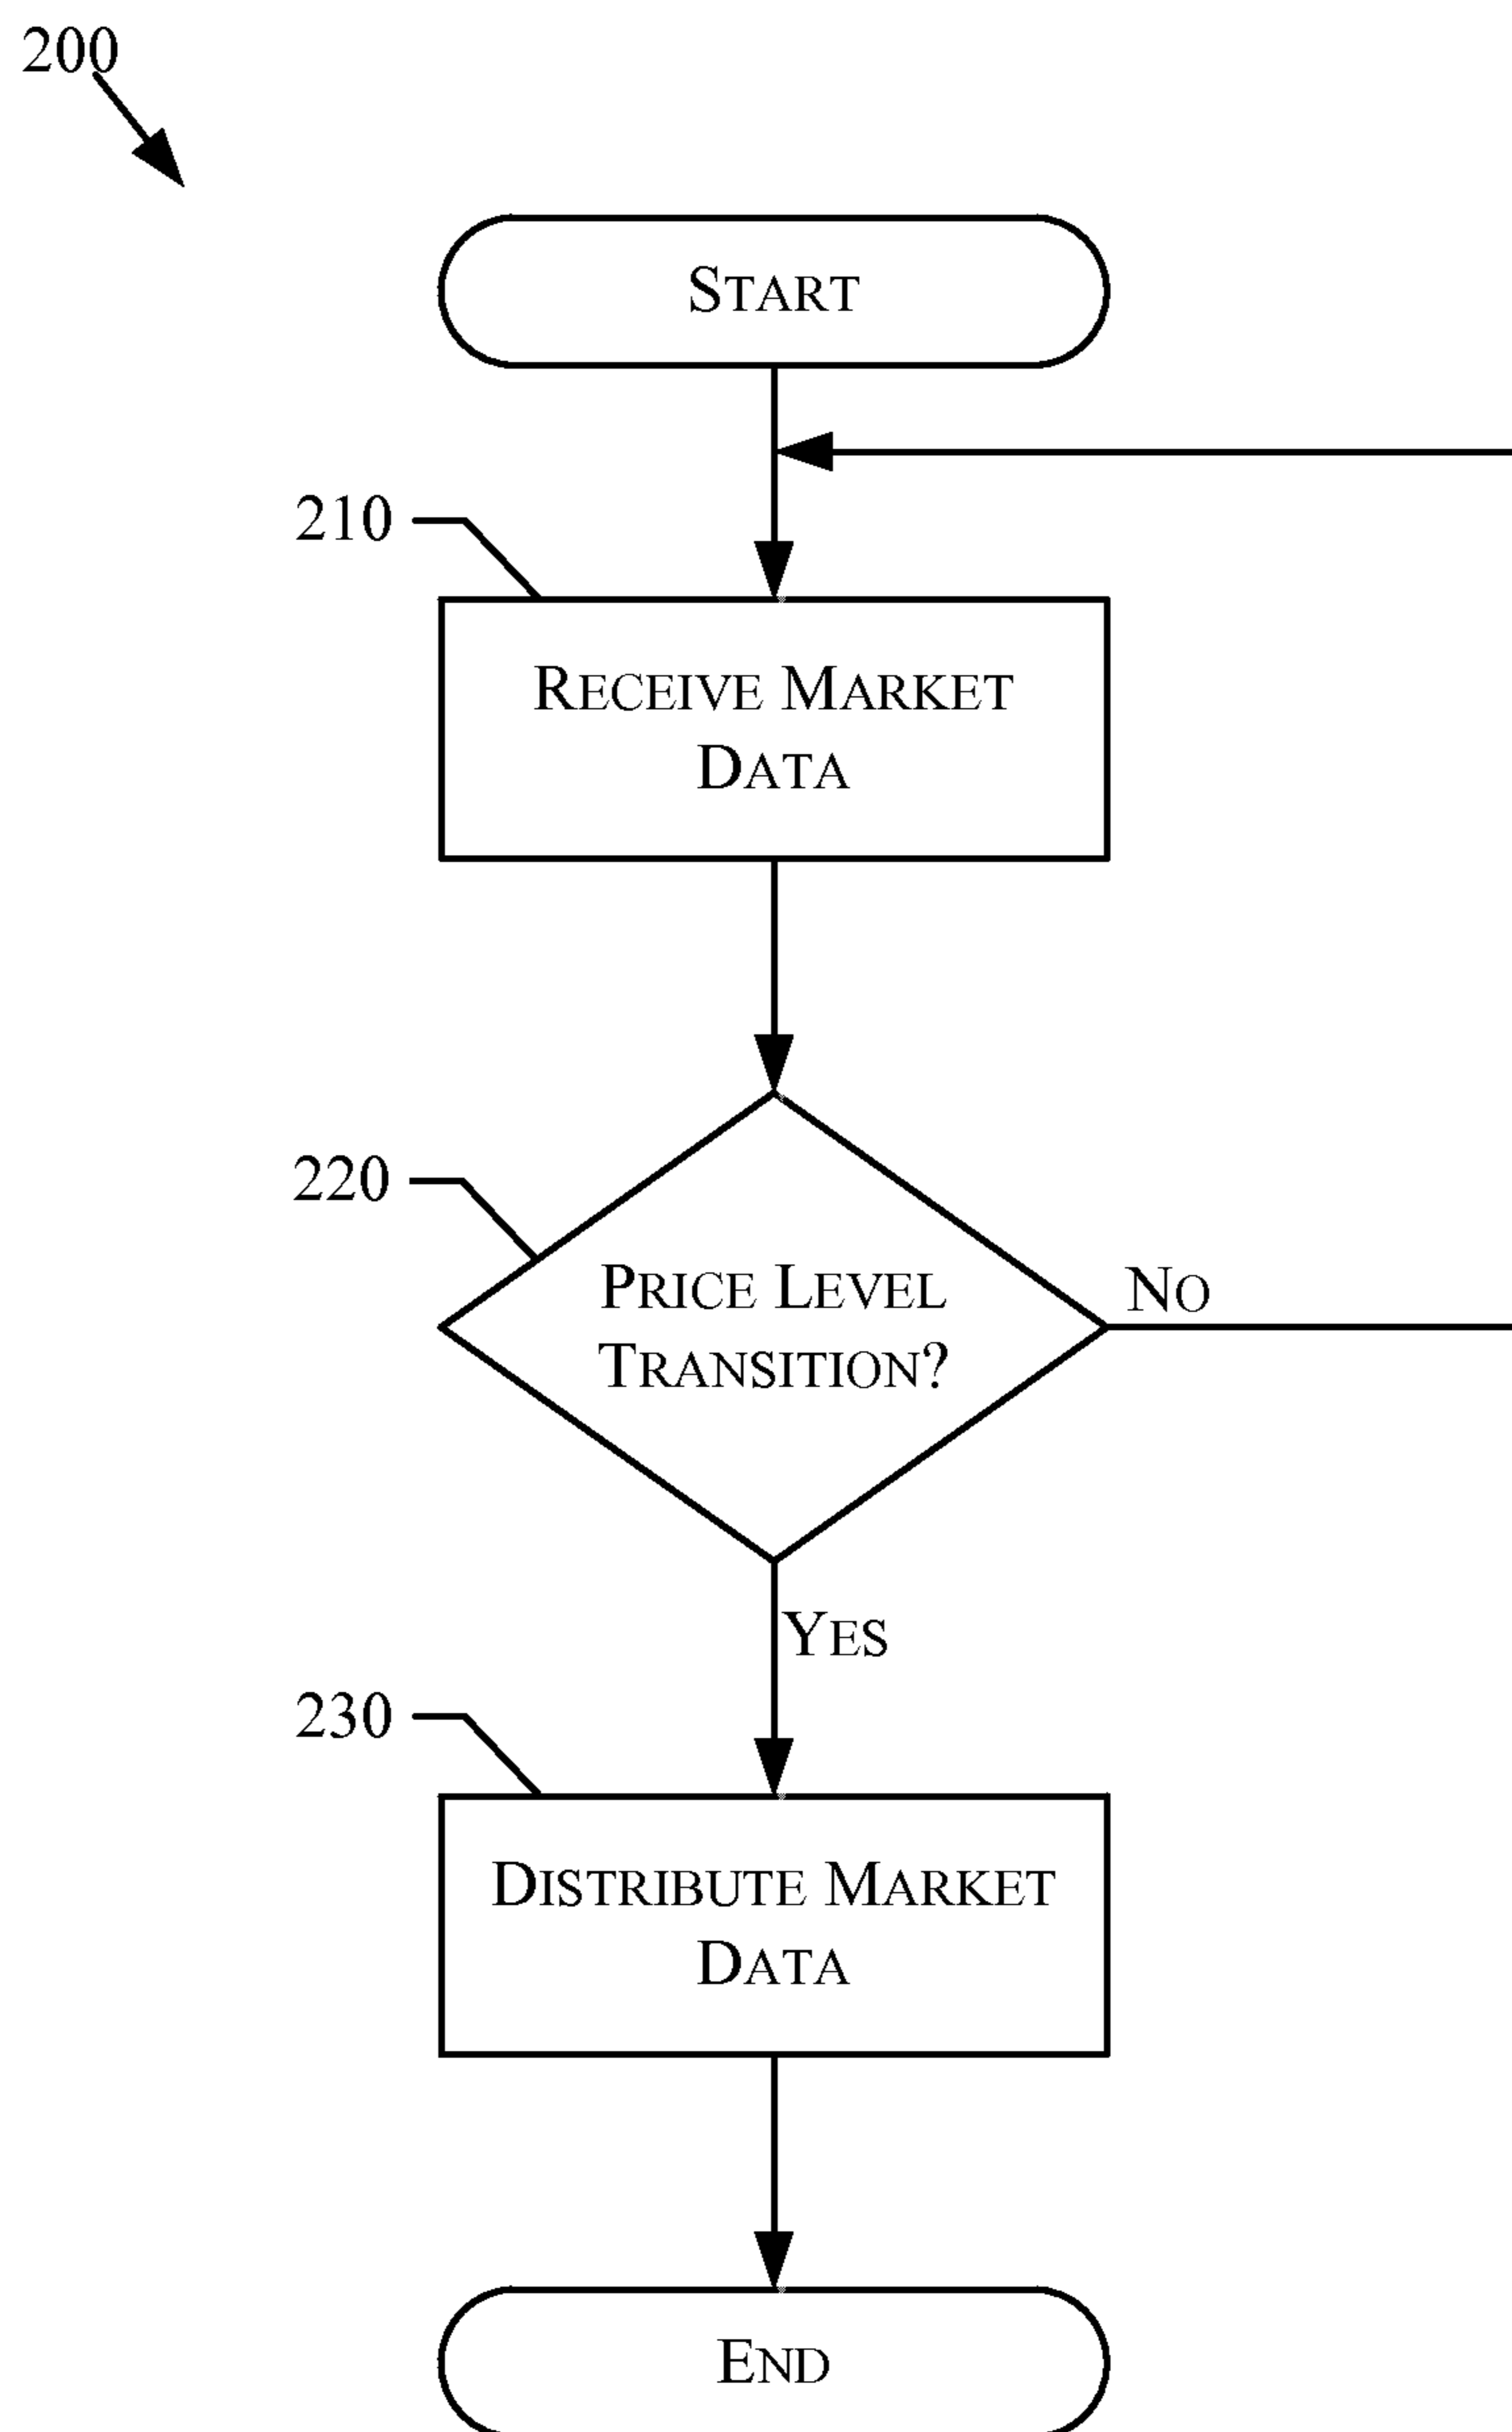 200
START
210
RECEIVE MARKET
DATA
220
PRICE LEVEL
TRANSITION?
NO
YES
230
DISTRIBUTE MARKET
DATA
END